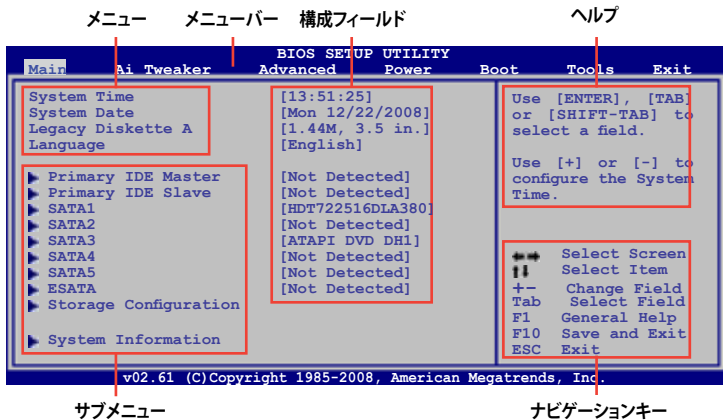 メニュー メニューバー 構成フィールド ヘルプ
BIOS SETUP UTILITY
Main Ai Tweaker Advanced Power Boot Tools Exit
System Time [13:51:25]
System Date [Mon 12/22/2008]
Legacy Diskette A [1.44M, 3.5 in.]
Language [English]
Primary IDE Master [Not Detected]
Primary IDE Slave [Not Detected]
SATA1 [HDT722516DLA380]
SATA2 [Not Detected]
SATA3 [ATAPI DVD DH1]
SATA4 [Not Detected]
SATA5 [Not Detected]
ESATA [Not Detected]
Storage Configuration
System Information
Use [ENTER], [TAB]
or [SHIFT-TAB] to
select a field.
Use [+] or [-] to
configure the System
Time.
←→ Select Screen
↑↓ Select Item
+- Change Field
Tab Select Field
F1 General Help
F10 Save and Exit
ESC Exit
v02.61 (C)Copyright 1985-2008, American Megatrends, Inc.
サブメニュー ナビゲーションキー